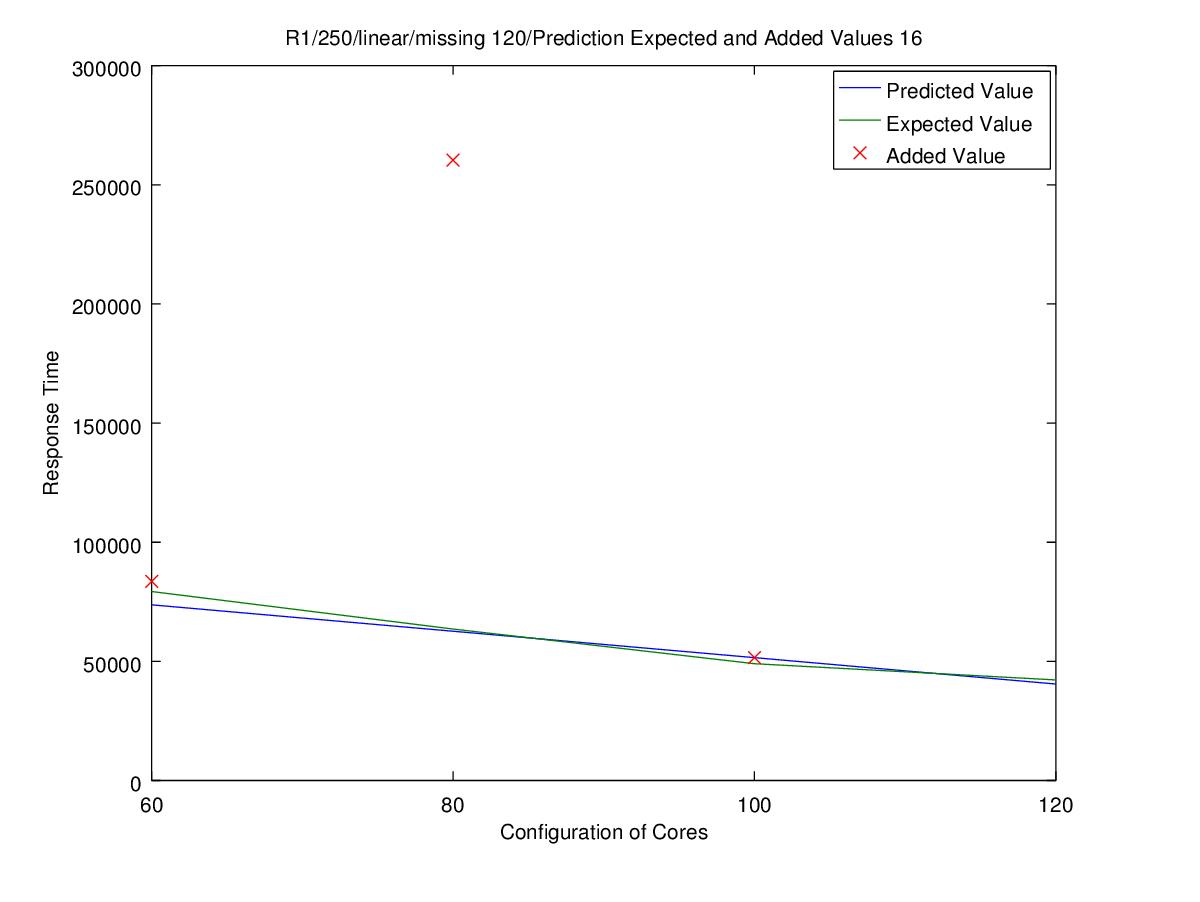 R1/250/linear/missing 120/Prediction Expected and Added Values 16
300000
250000
200000
150000
100000
50000
0
Response Time
Predicted Value
Expected Value
Added Value
60
80
100
120
Configuration of Cores